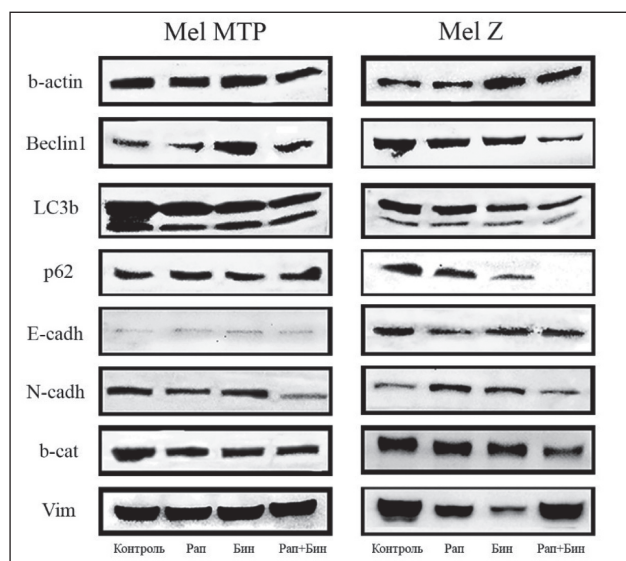 Mel MTP Mel Z
b-actin
Beclin1
LC3b
p62
E-cadh
N-cadh
b-cat
Vim
Контроль Рап Бин Рап+Бин Контроль Рап Бин Рап+Бин